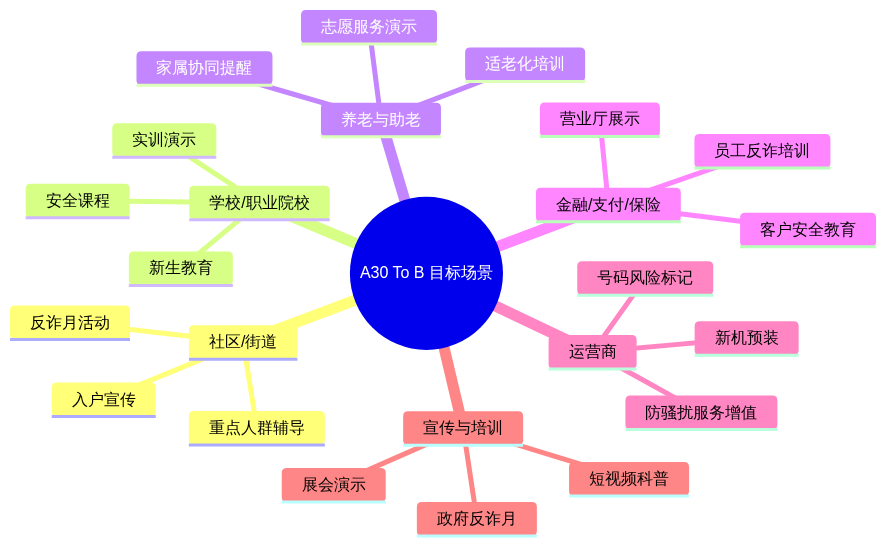 志愿服务演示
家属协同提醒
适老化培训
养老与助老
营业厅展示
员工反诈培训
金融/支付/保险
客户安全教育
实训演示
安全课程
学校/职业院校
新生教育
A30 To B 目标场景
号码风险标记
新机预装
运营商
防骚扰服务增值
反诈月活动
社区/街道
入户宣传
重点人群辅导
宣传与培训
展会演示
短视频科普
政府反诈月